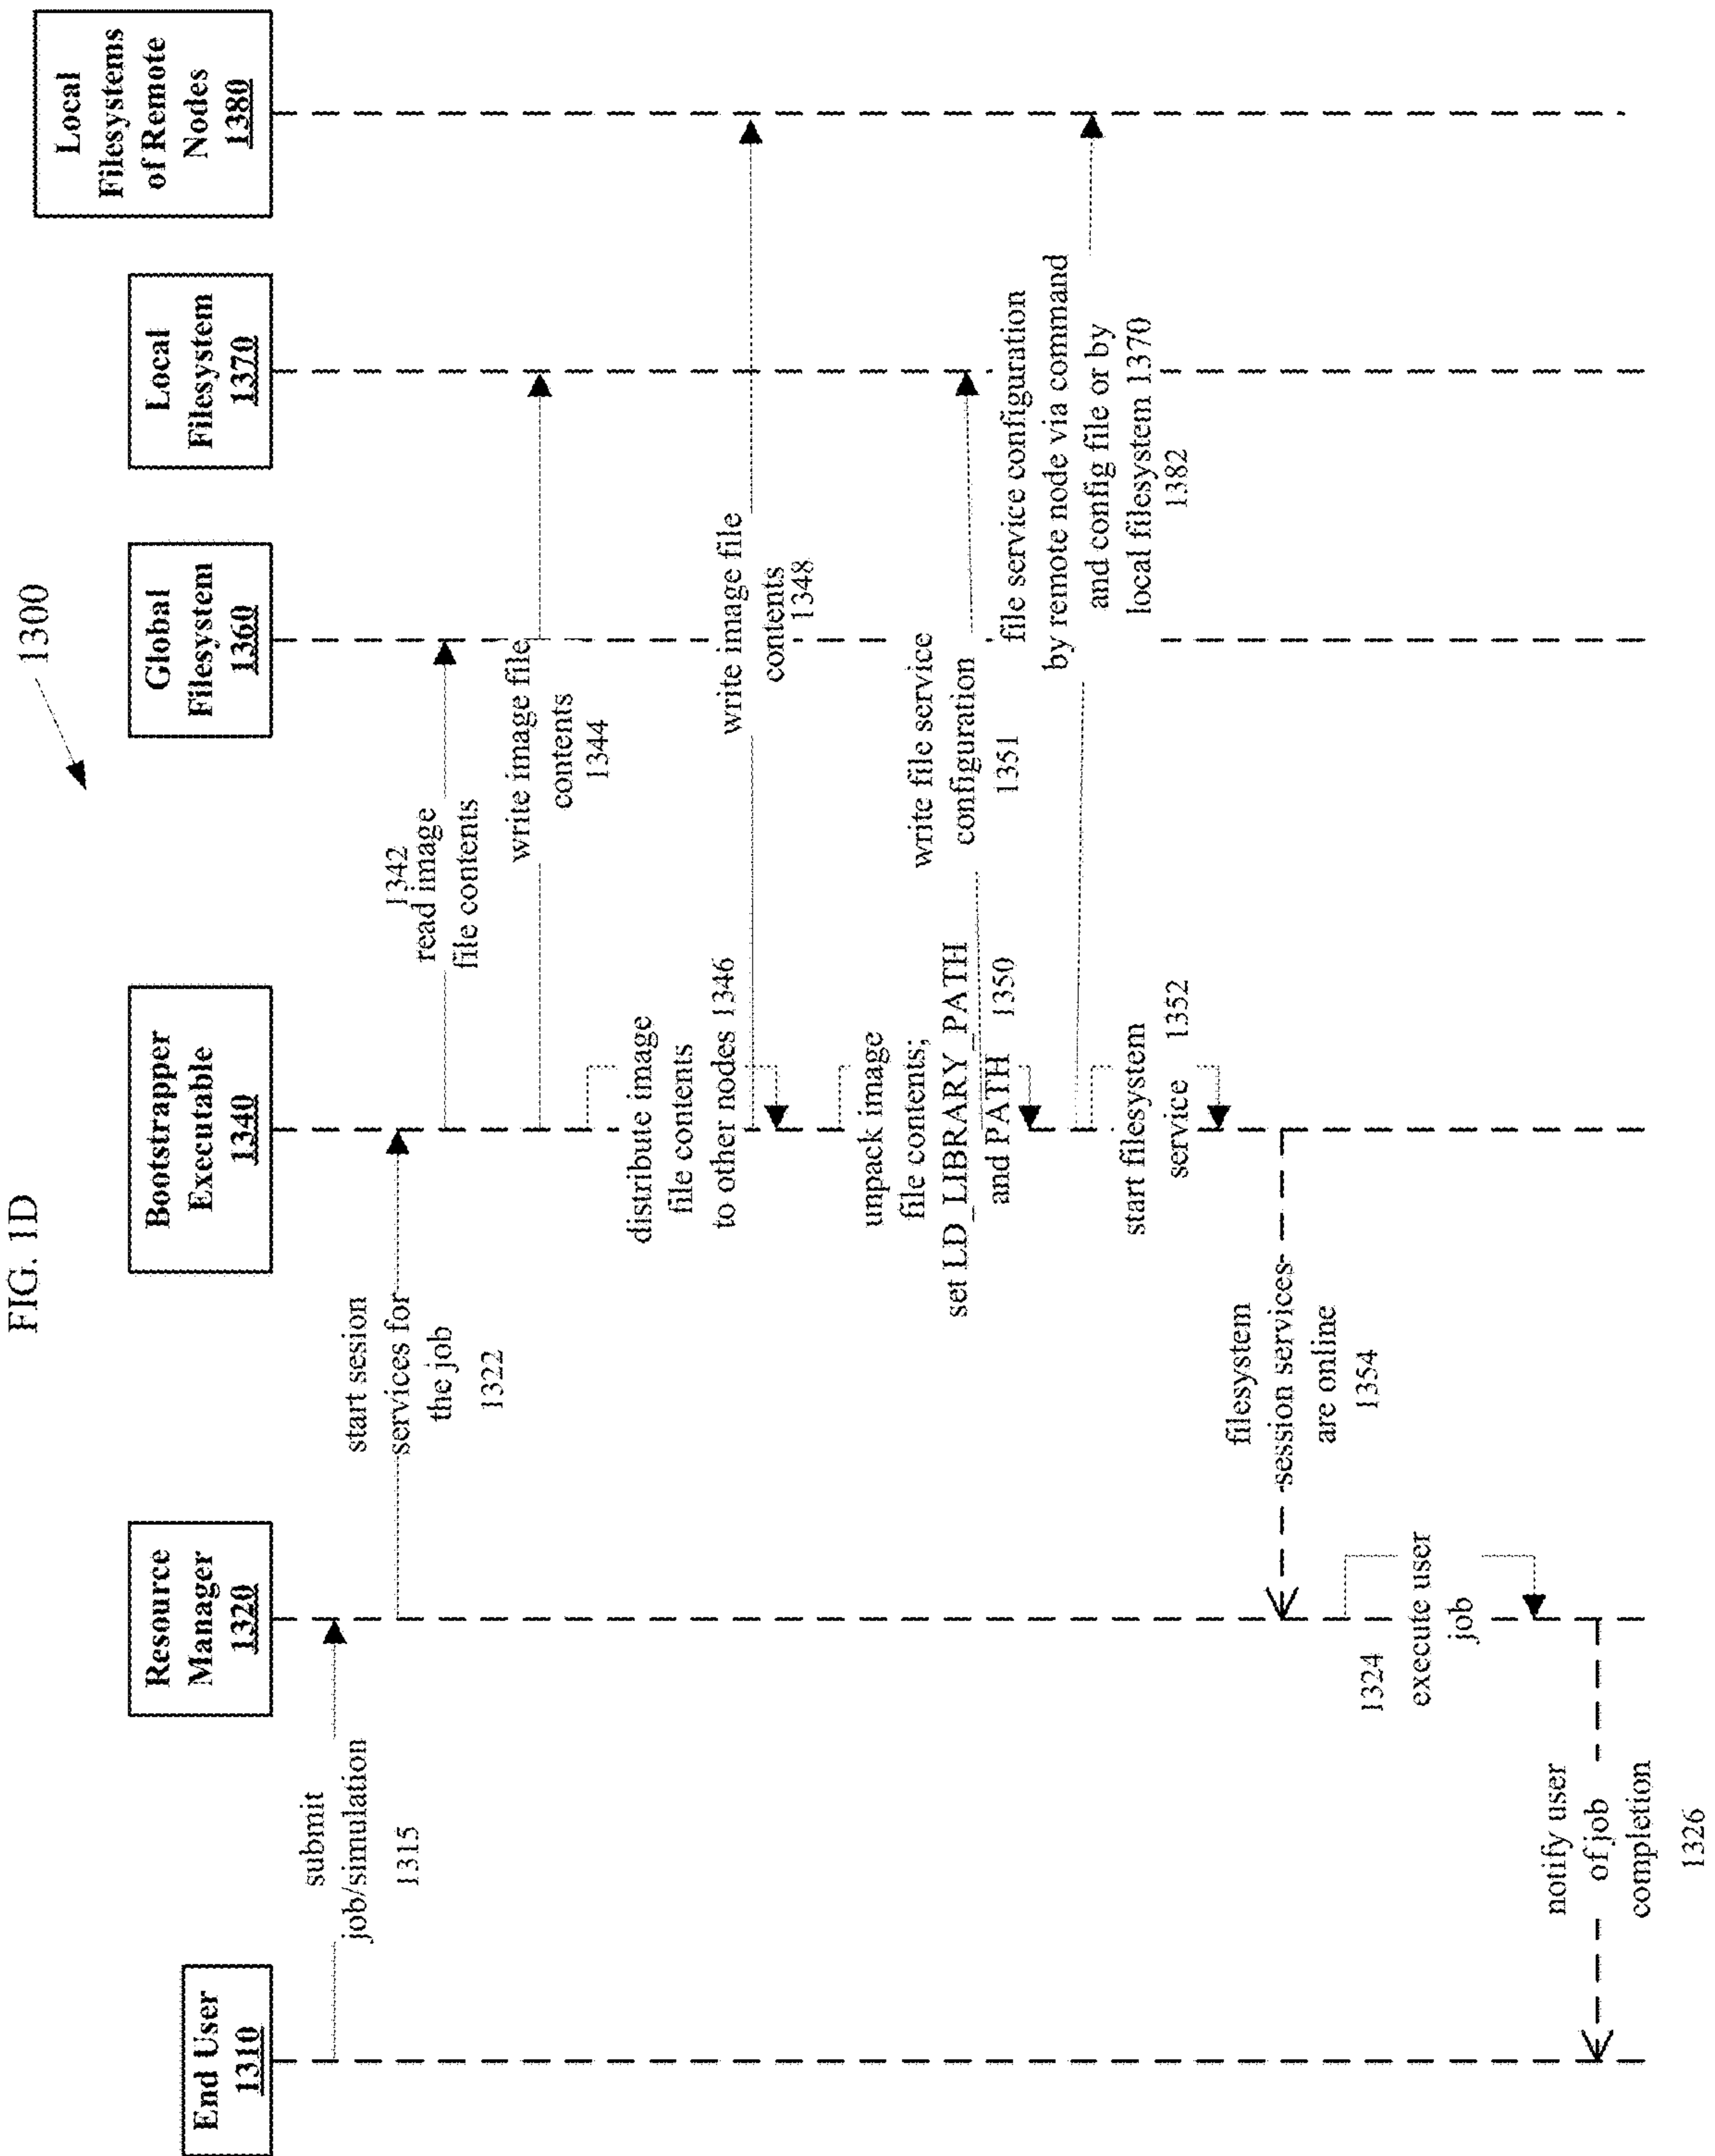 FIG. 1D
1300
End User
1310
Resource
Manager
1320
Bootstrapper
Executable
1340
Global
Filesystem
1360
Local
Filesystem
1370
Local
Filesystems
of Remote
Nodes
1380
submit
job/simulation
1315
start sesion
services for
the job
1322
1342
read image
file contents
write image file
contents
1344
distribute image
file contents
to other nodes 1346
write image file
contents
1348
unpack image
file contents;
set LD_LIBRARY_PATH
and PATH 1350
write file service
configuration
1351
file service configuration
by remote node via command
and config file or by
local filesystem 1370
1382
start filesystem
service 1352
filesystem
session services
are online
1354
1324
execute user
job
notify user
of job
completion
1326